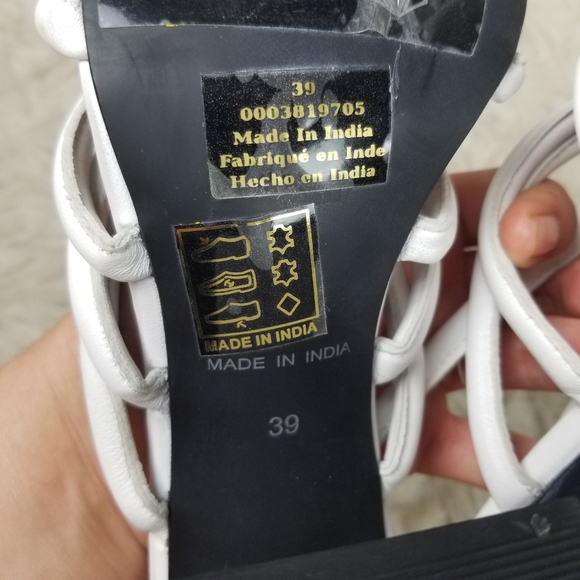 39
0003819705
Made In India
Fabriqué en Inde
Hecho en India
MADE IN INDIA
MADE IN INDIA
39